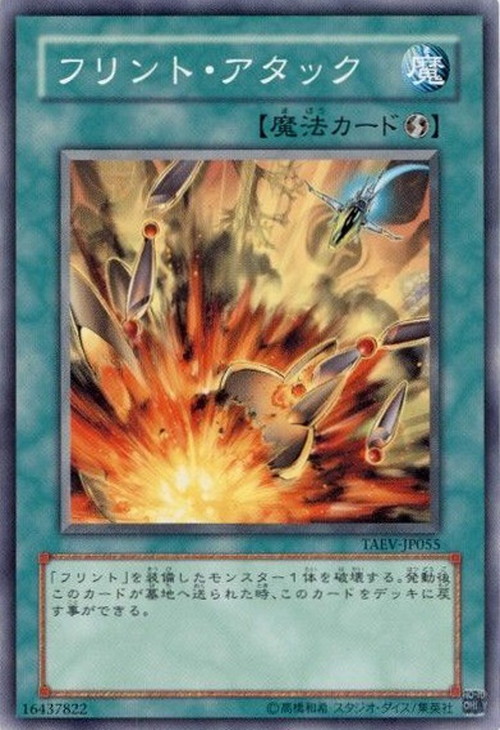 フリント・アタック
魔
【魔法カード】
TAEV-JP055
「フリント」を装備したモンスター1体を破壊する。発動後
このカードが墓地へ送られた時、このカードをデッキに戻
す事ができる。
16437822
©高橋和希 スタジオ・ダイス/集英社